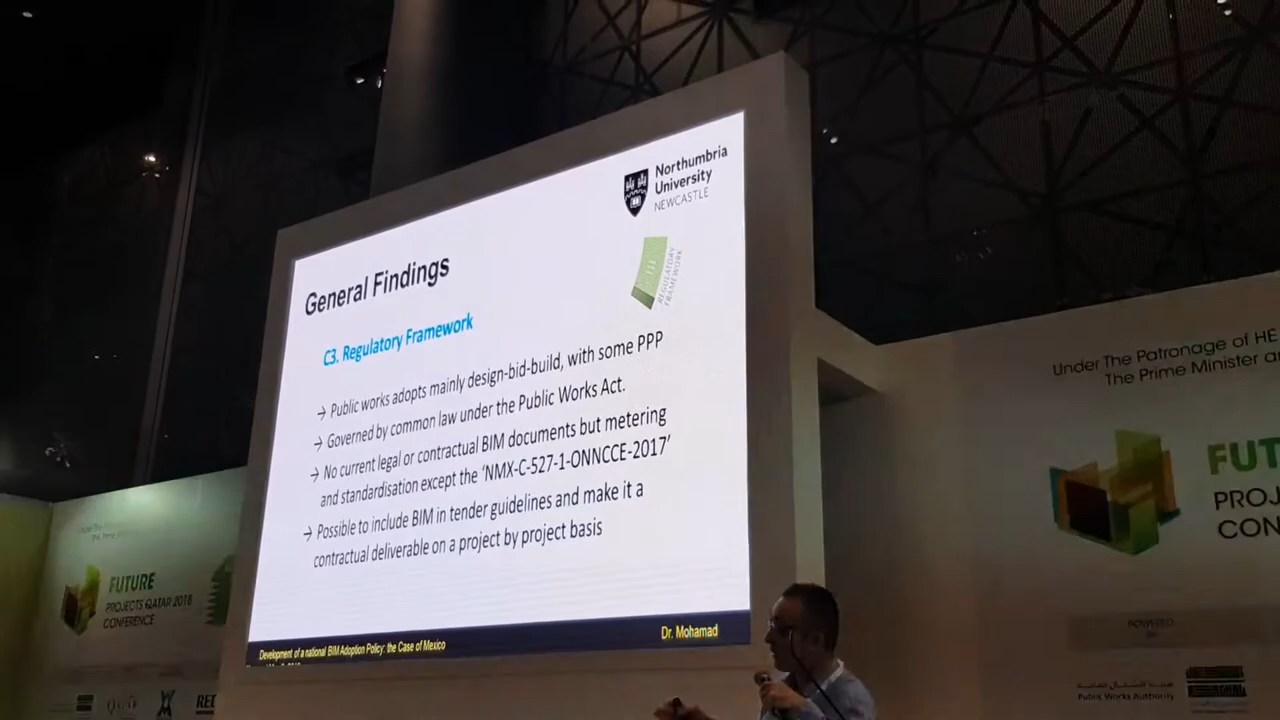 Northumbria
University
NEWCASTLE
REGULATORY
FRAMEWORK
General Findings
C3. Regulatory Framework
→ Public works adopts mainly design-bid-build, with some PPP
→ Governed by common law under the Public Works Act.
→ No current legal or contractual BIM documents but metering
and standardisation except the ‘NMX-C-527-1-ONNCCE-2017’
→ Possible to include BIM in tender guidelines and make it a
contractual deliverable on a project by project basis
Development of a national BIM Adoption Policy: the Case of Mexico
Dr. Mohamad
FUTURE
PROJECTS QATAR 2018
CONFERENCE
Under The Patronage of HE
The Prime Minister
FUT
PROJ
CON
POWERED
Public Works Authority